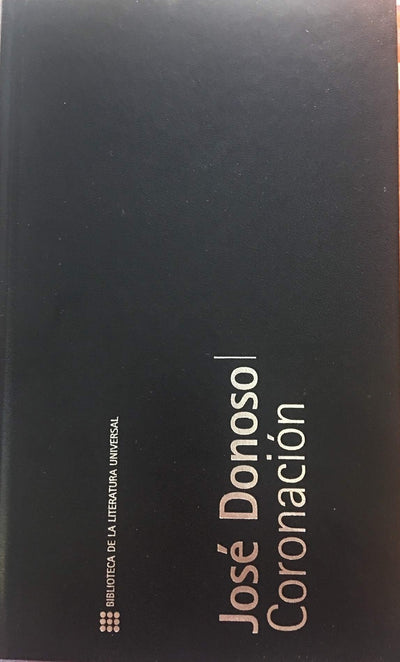 BIBLIOTECA DE LA LITERATURA UNIVERSAL
José Donoso|
Coronación